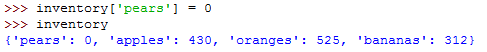 >>> inventory['pears'] = 0
>>> inventory
{'pears': 0, 'apples': 430, 'oranges': 525, 'bananas': 312}